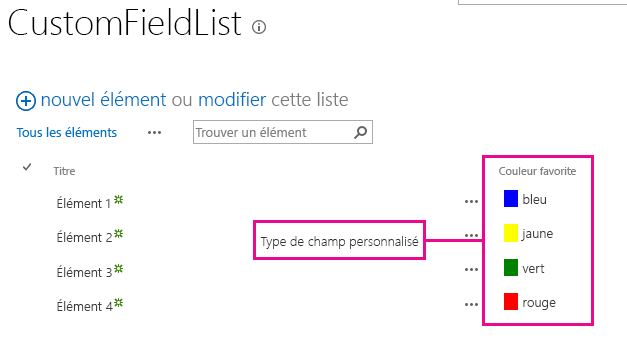 CustomFieldList
nouvel élément ou modifier cette liste
Tous les éléments ••• Trouver un élément
Titre Couleur favorite
Élément 1 ••• bleu
Élément 2 ••• jaune
Type de champ personnalisé
Élément 3 ••• vert
Élément 4 ••• rouge